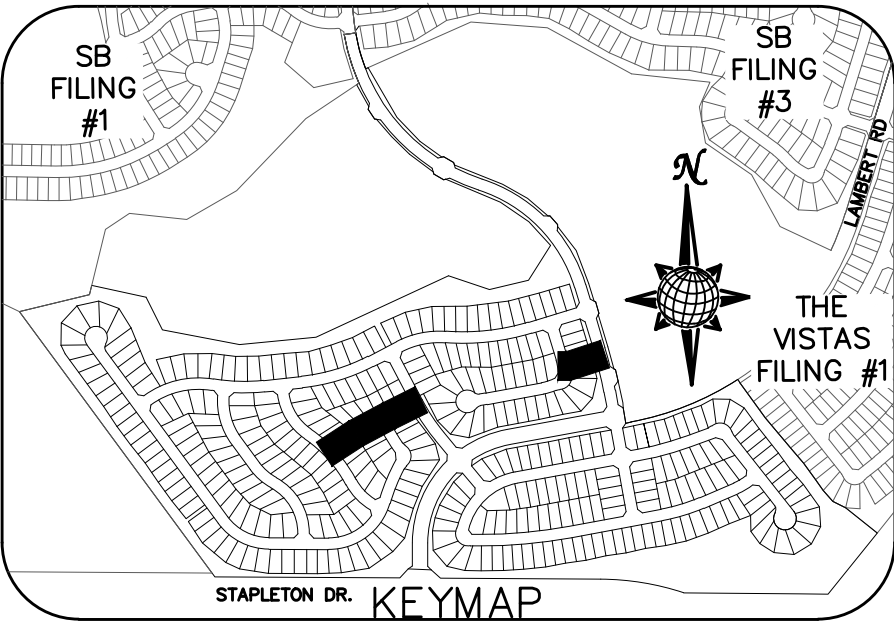 SB
FILING
#1
SB
FILING
#3
LAMBERT RD
N
THE
VISTAS
FILING #1
STAPLETON DR.
KEYMAP